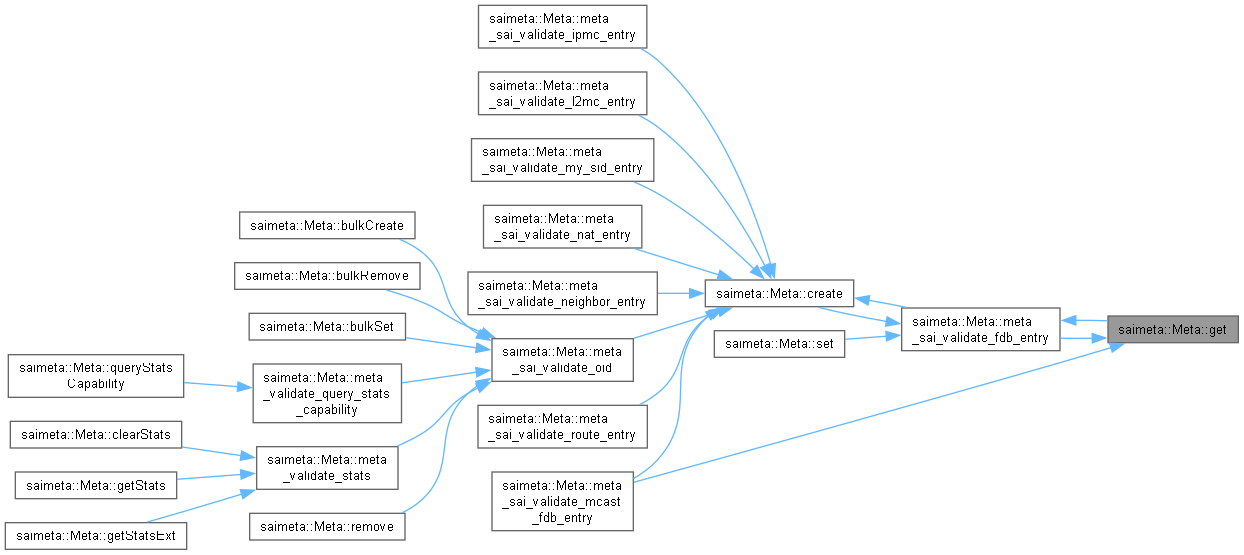 saimeta::Meta::meta
_sai_validate_ipmc_entry
saimeta::Meta::meta
_sai_validate_l2mc_entry
saimeta::Meta::meta
_sai_validate_my_sid_entry
saimeta::Meta::meta
_sai_validate_nat_entry
saimeta::Meta::bulkCreate
saimeta::Meta::bulkRemove
saimeta::Meta::meta
_sai_validate_neighbor_entry
saimeta::Meta::create
saimeta::Meta::bulkSet
saimeta::Meta::meta
_sai_validate_fdb_entry
saimeta::Meta::get
saimeta::Meta::set
saimeta::Meta::meta
_sai_validate_oid
saimeta::Meta::queryStats
Capability
saimeta::Meta::meta
_validate_query_stats
_capability
saimeta::Meta::meta
_sai_validate_route_entry
saimeta::Meta::clearStats
saimeta::Meta::meta
_validate_stats
saimeta::Meta::getStats
saimeta::Meta::meta
_sai_validate_mcast
_fdb_entry
saimeta::Meta::remove
saimeta::Meta::getStatsExt